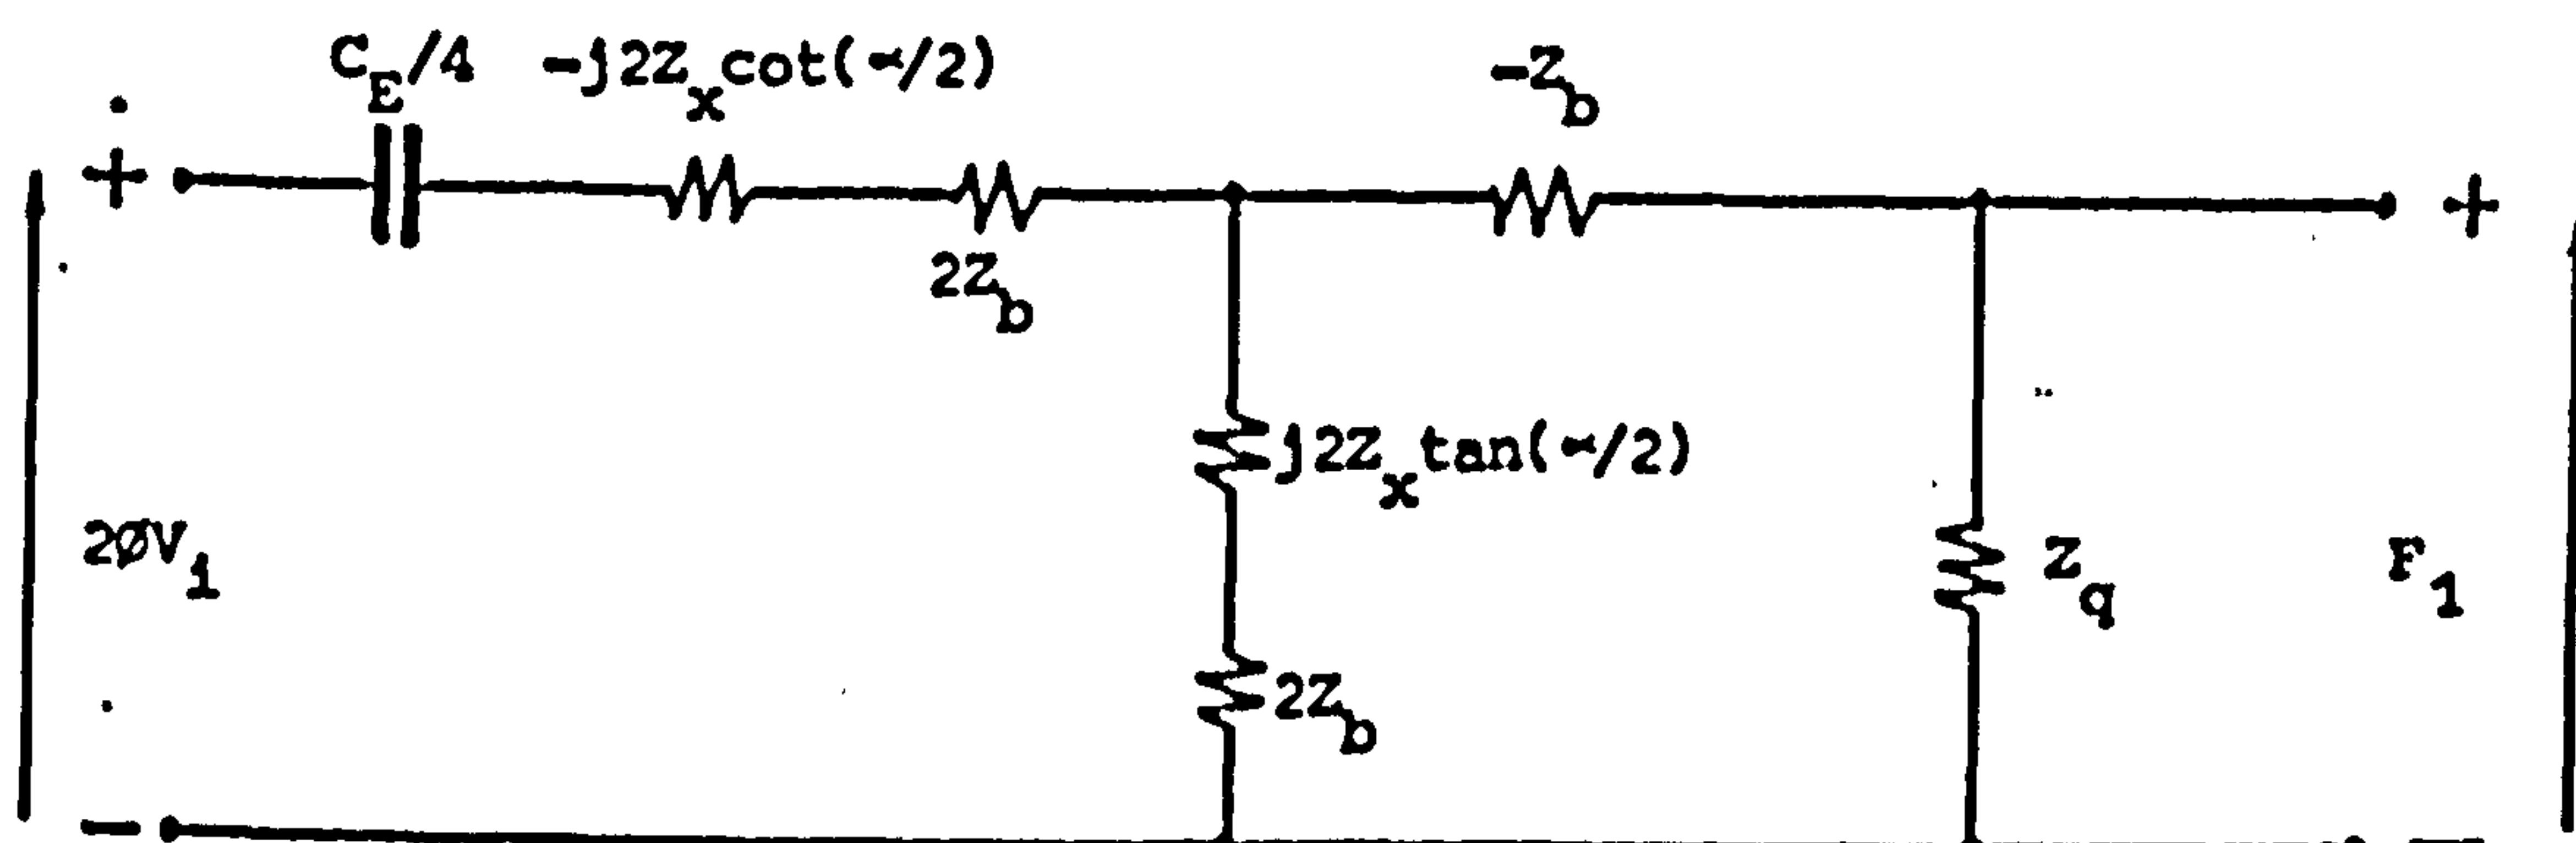 C_E/4 -j2Z_x cot(α/2)
-Z_b
+ +
2Z_b
j2Z_x tan(α/2)
2ØV_1
Z_q
F_1
2Z_b
- -